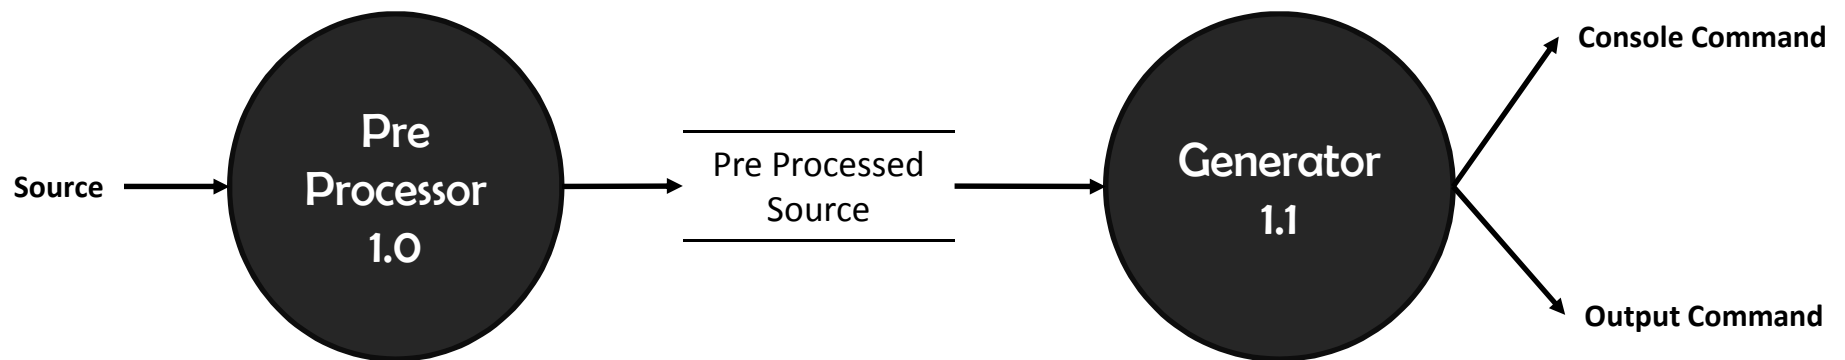 Source
Pre
Processor
1.0
Pre Processed
Source
Generator
1.1
Console Command
Output Command